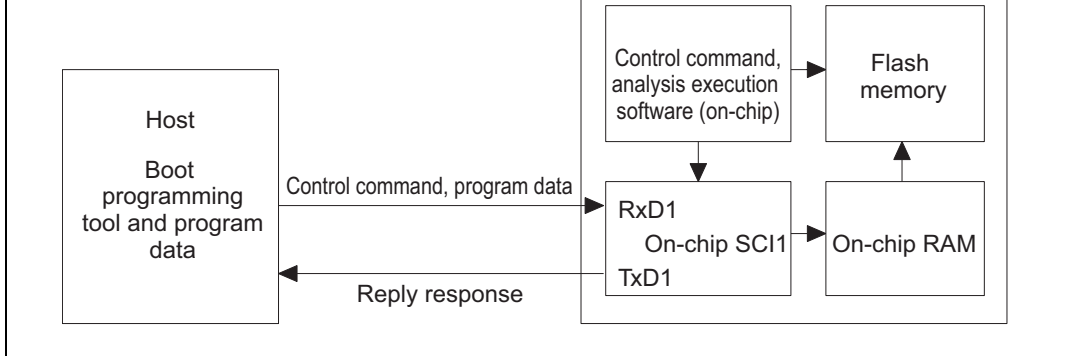 Host
Boot
programming
tool and program
data
Control command, program data
Reply response
Control command,
analysis execution
software (on-chip)
Flash
memory
RxD1
On-chip SCI1
TxD1
On-chip RAM